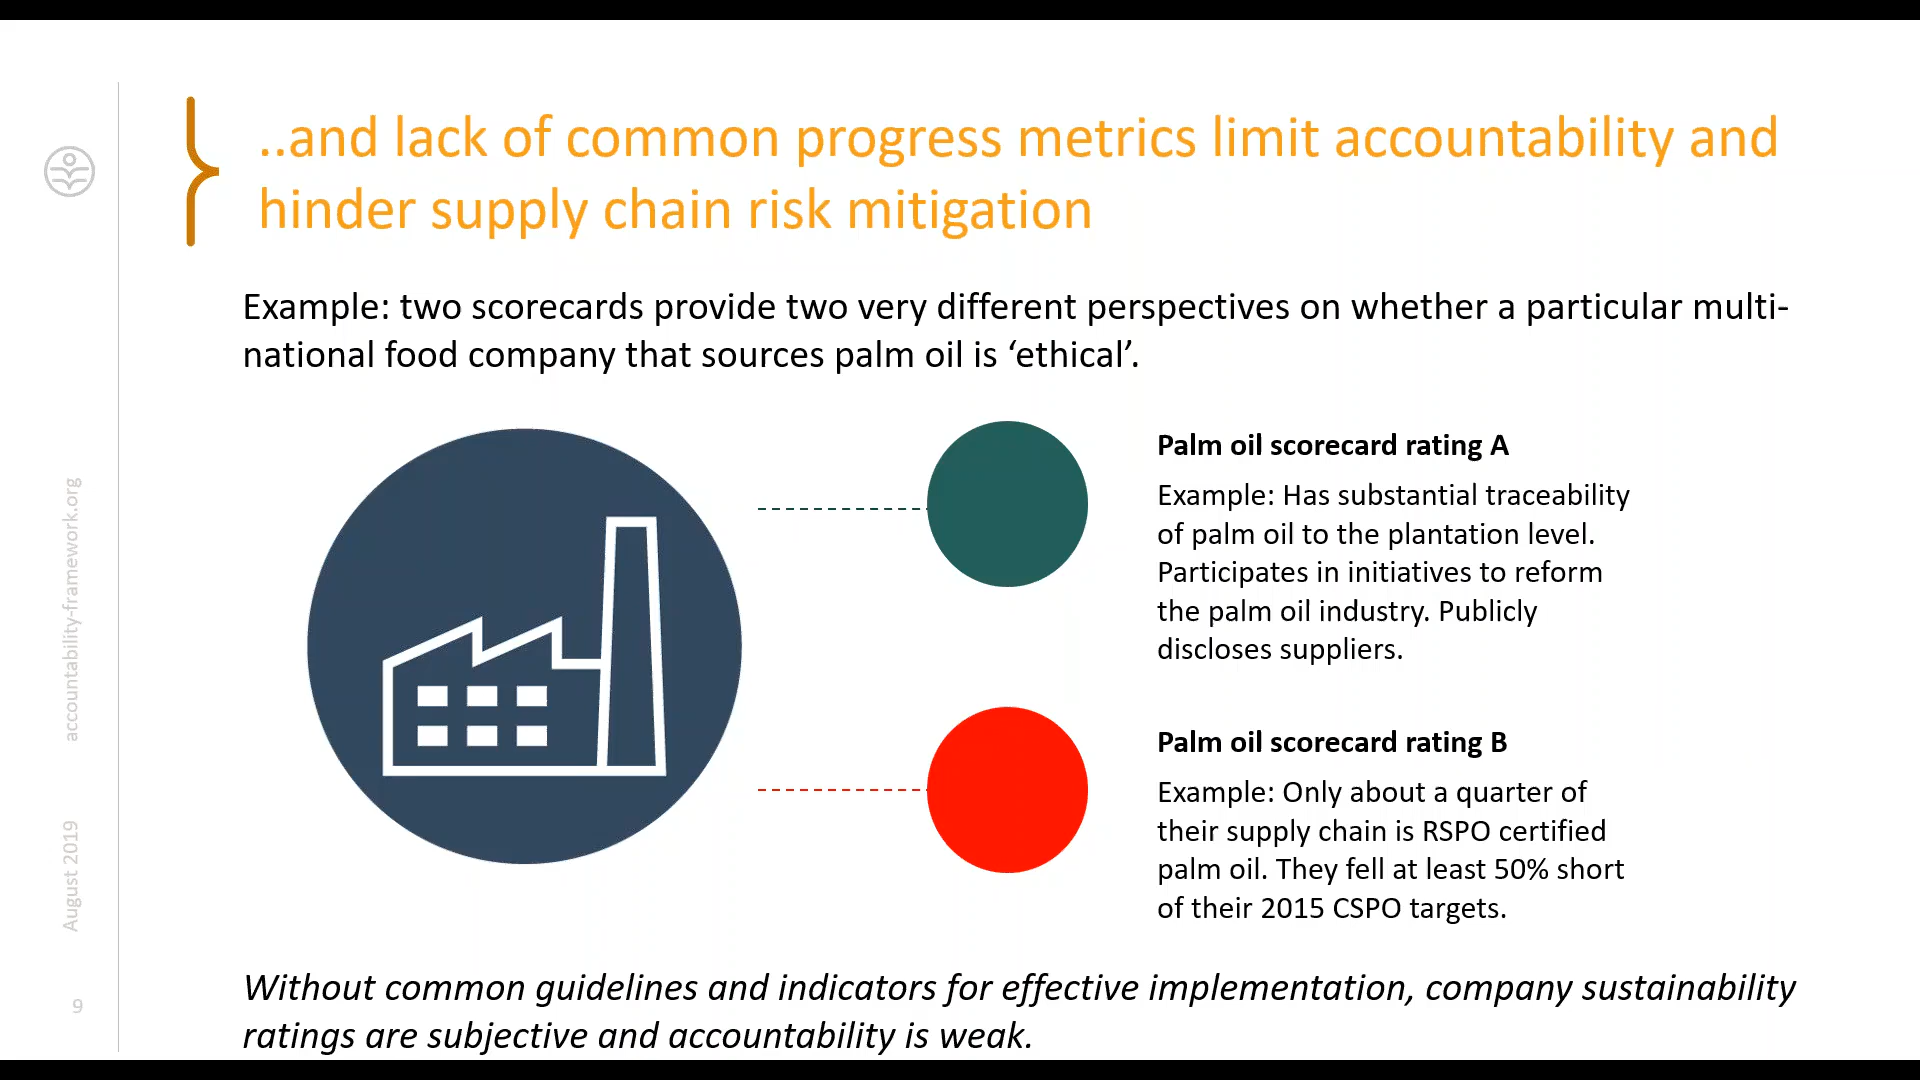 ..and lack of common progress metrics limit accountability and
hinder supply chain risk mitigation
Example: two scorecards provide two very different perspectives on whether a particular multi-
national food company that sources palm oil is ‘ethical’.
Palm oil scorecard rating A
Example: Has substantial traceability
of palm oil to the plantation level.
Participates in initiatives to reform
the palm oil industry. Publicly
discloses suppliers.
Palm oil scorecard rating B
Example: Only about a quarter of
their supply chain is RSPO certified
palm oil. They fell at least 50% short
of their 2015 CSPO targets.
Without common guidelines and indicators for effective implementation, company sustainability
ratings are subjective and accountability is weak.
accountability-framework.org
August 2019
9